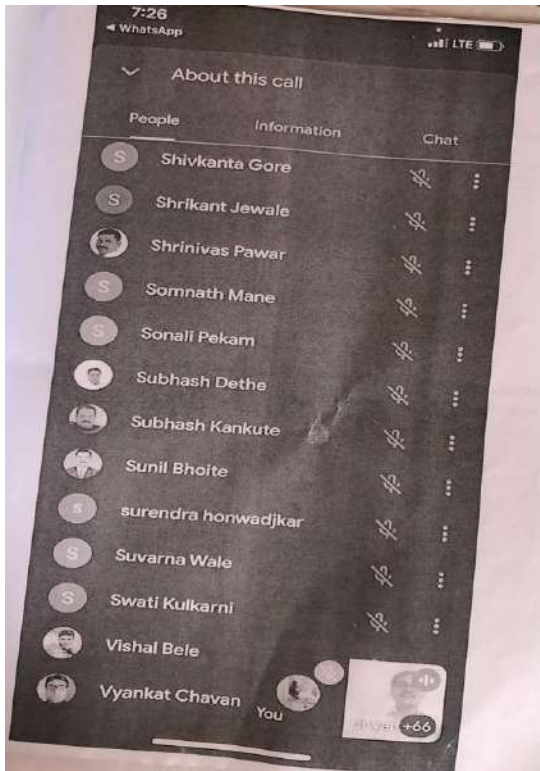 7:26
WhatsApp
LTE
About this call
People Information Chat
S Shivkanta Gore
S Shrikant Jewale
Shrinivas Pawar
S Somnath Mane
S Sonali Pekam
Subhash Dethe
Subhash Kankute
Sunil Bhoite
s surendra honwadjkar
S Suvarna Wale
S Swati Kulkarni
Vishal Bele
Vyankat Chavan
You
+66